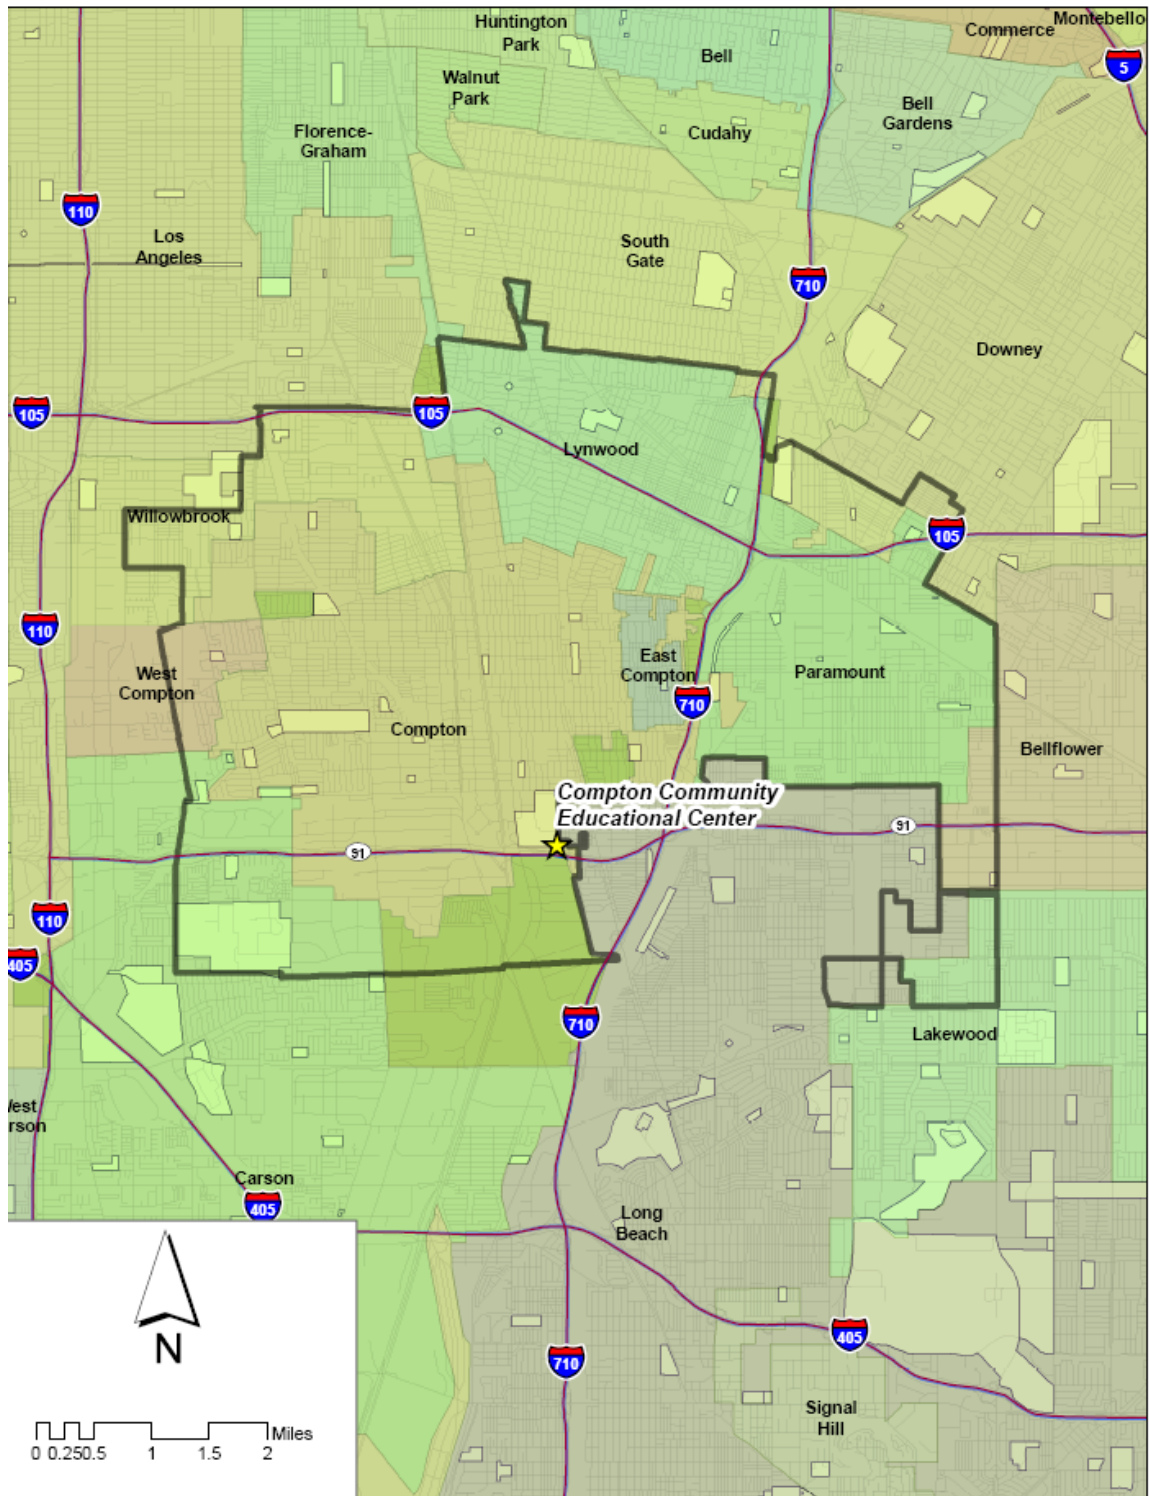 Huntington
Park
Commerce
Montebello
Bell
5
Walnut
Park
Bell
Gardens
Florence-
Graham
Cudahy
110
Los
Angeles
South
Gate
710
Downey
105
105
Lynwood
Willowbrook
105
110
East
Compton
West
Compton
Paramount
710
Compton
Bellflower
Compton Community
Educational Center
91
91
110
405
710
Lakewood
Carson
405
Long
Beach
N
405
710
Signal
Hill
0 0.250.5 1 1.5 2 Miles